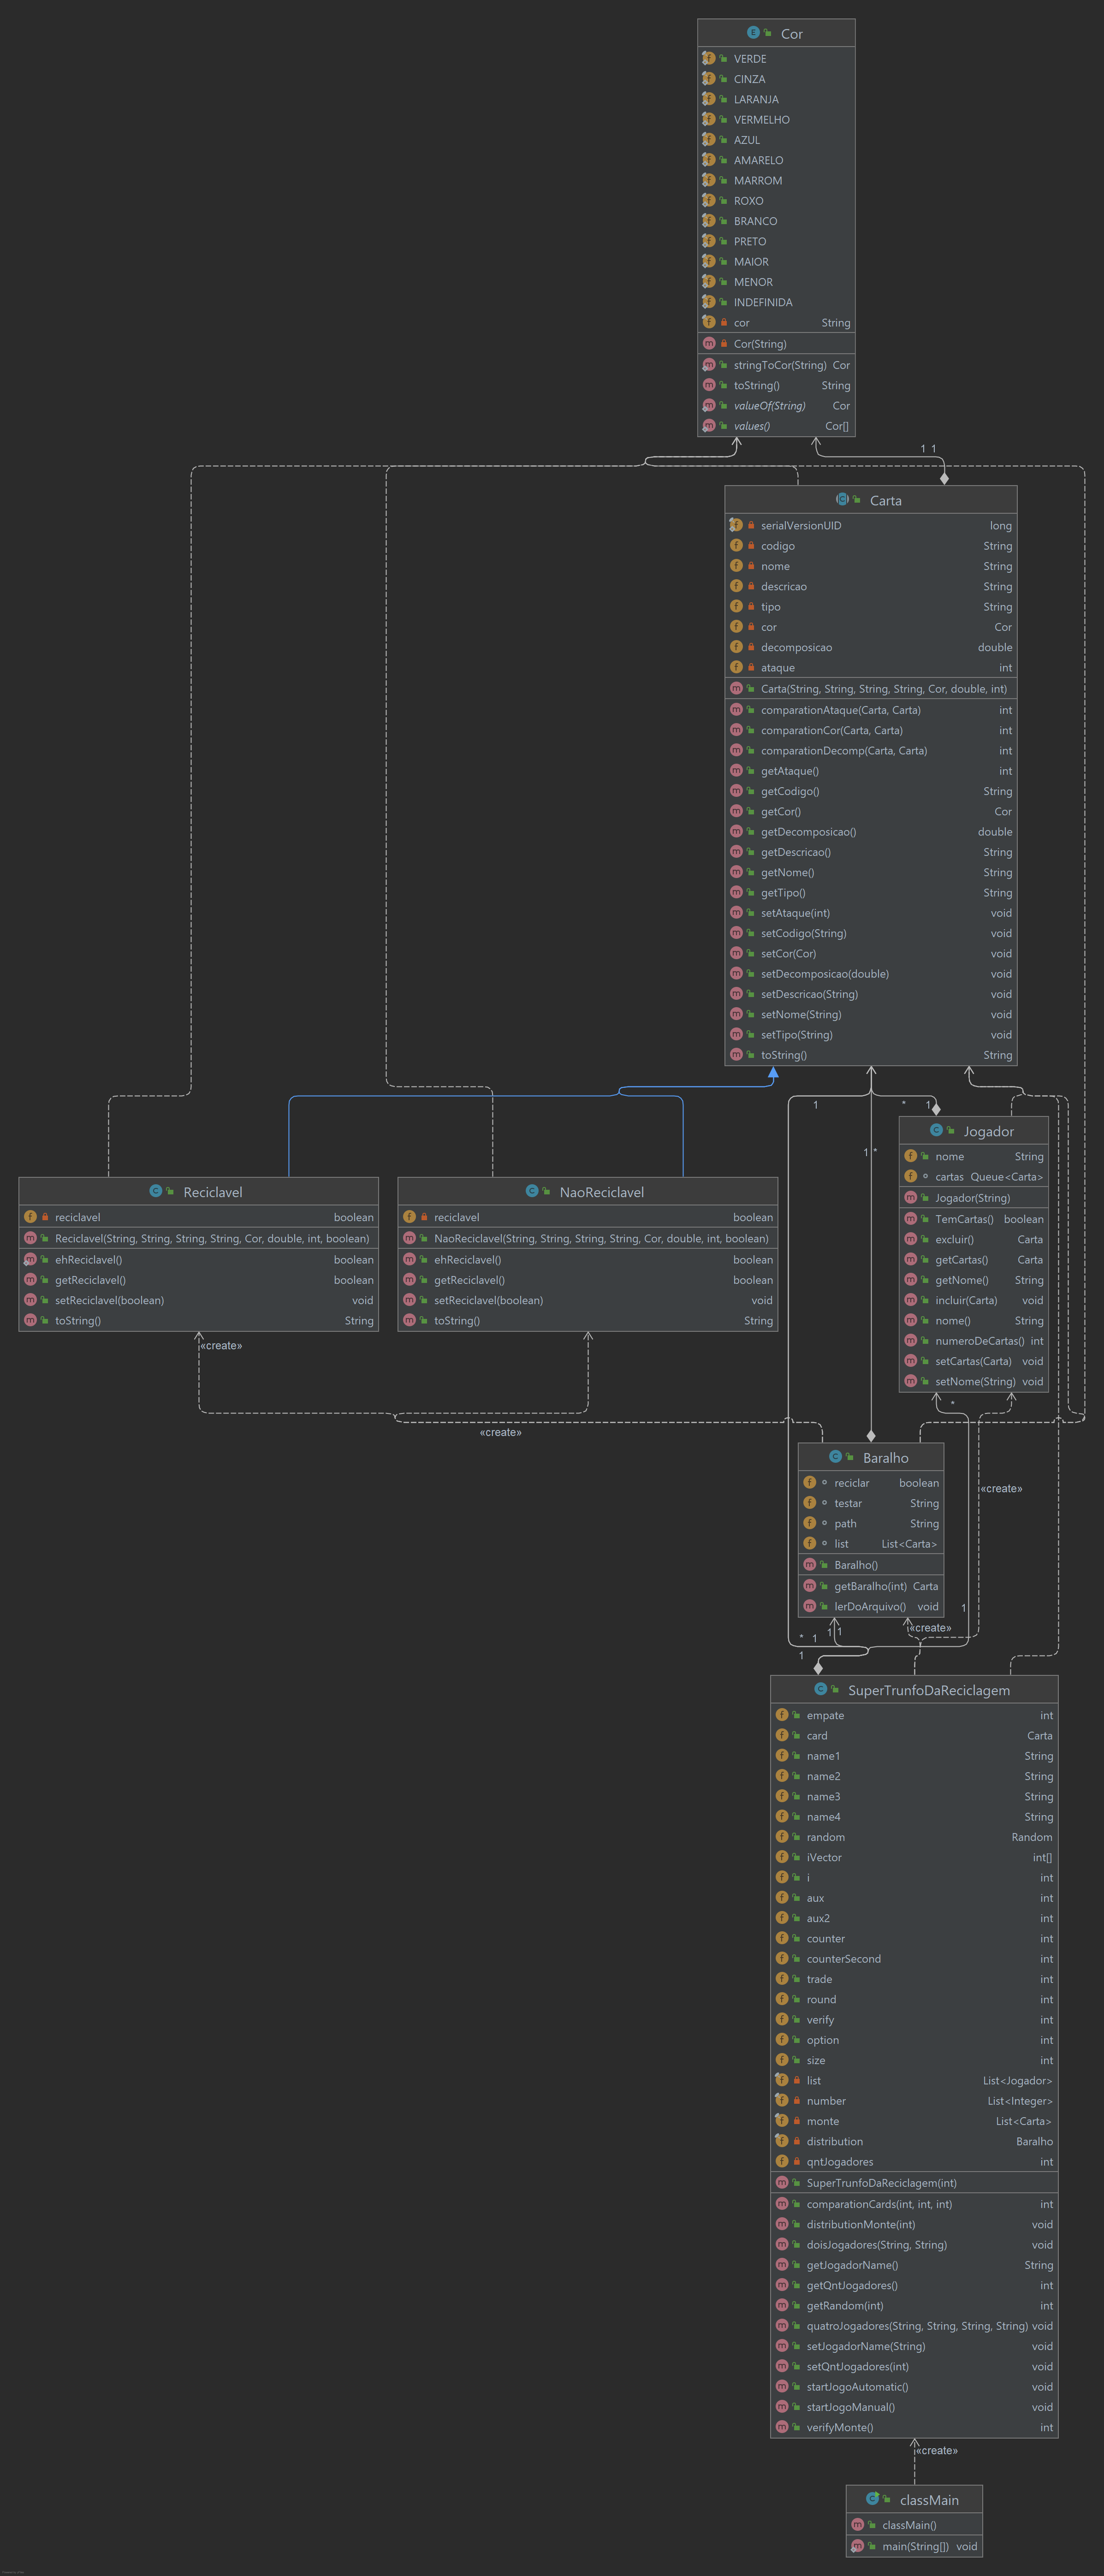 Cor
VERDE
CINZA
LARANJA
VERMELHO
AZUL
AMARELO
MARROM
ROXO
BRANCO
PRETO
MAIOR
MENOR
INDEFINIDA
cor String
Cor(String)
stringToCor(String) Cor
toString() String
valueOf(String) Cor
values() Cor[]
1 1
Carta
serialVersionUID long
codigo String
nome String
descricao String
tipo String
cor Cor
decomposicao double
ataque int
Carta(String, String, String, String, Cor, double, int)
comparationAtaque(Carta, Carta) int
comparationCor(Carta, Carta) int
comparationDecomp(Carta, Carta) int
getAtaque() int
getCodigo() String
getCor() Cor
getDecomposicao() double
getDescricao() String
getNome() String
getTipo() String
setAtaque(int) void
setCodigo(String) void
setCor(Cor) void
setDecomposicao(double) void
setDescricao(String) void
setNome(String) void
setTipo(String) void
toString() String
1 * 1
Jogador
nome String
cartas Queue<Carta>
Jogador(String)
TemCartas() boolean
excluir() Carta
getCartas() Carta
getNome() String
incluir(Carta) void
nome() String
numeroDeCartas() int
setCartas(Carta) void
setNome(String) void
1 *
Reciclavel
reciclavel boolean
Reciclavel(String, String, String, String, Cor, double, int, boolean)
ehReciclavel() boolean
getReciclavel() boolean
setReciclavel(boolean) void
toString() String
NaoReciclavel
reciclavel boolean
NaoReciclavel(String, String, String, String, Cor, double, int, boolean)
ehReciclavel() boolean
getReciclavel() boolean
setReciclavel(boolean) void
toString() String
«create»
*
«create»
Baralho
reciclar boolean
testar String
path String
list List<Carta>
Baralho()
getBaralho(int) Carta
lerDoArquivo() void
«create»
1
«create»
* 1 1 1
1
SuperTrunfoDaReciclagem
empate int
card Carta
name1 String
name2 String
name3 String
name4 String
random Random
iVector int[]
i int
aux int
aux2 int
counter int
counterSecond int
trade int
round int
verify int
option int
size int
list List<Jogador>
number List<Integer>
monte List<Carta>
distribution Baralho
qntJogadores int
SuperTrunfoDaReciclagem(int)
comparationCards(int, int, int) int
distributionMonte(int) void
doisJogadores(String, String) void
getJogadorName() String
getQntJogadores() int
getRandom(int) int
quatroJogadores(String, String, String, String) void
setJogadorName(String) void
setQntJogadores(int) void
startJogoAutomatic() void
startJogoManual() void
verifyMonte() int
«create»
classMain
classMain()
main(String[]) void